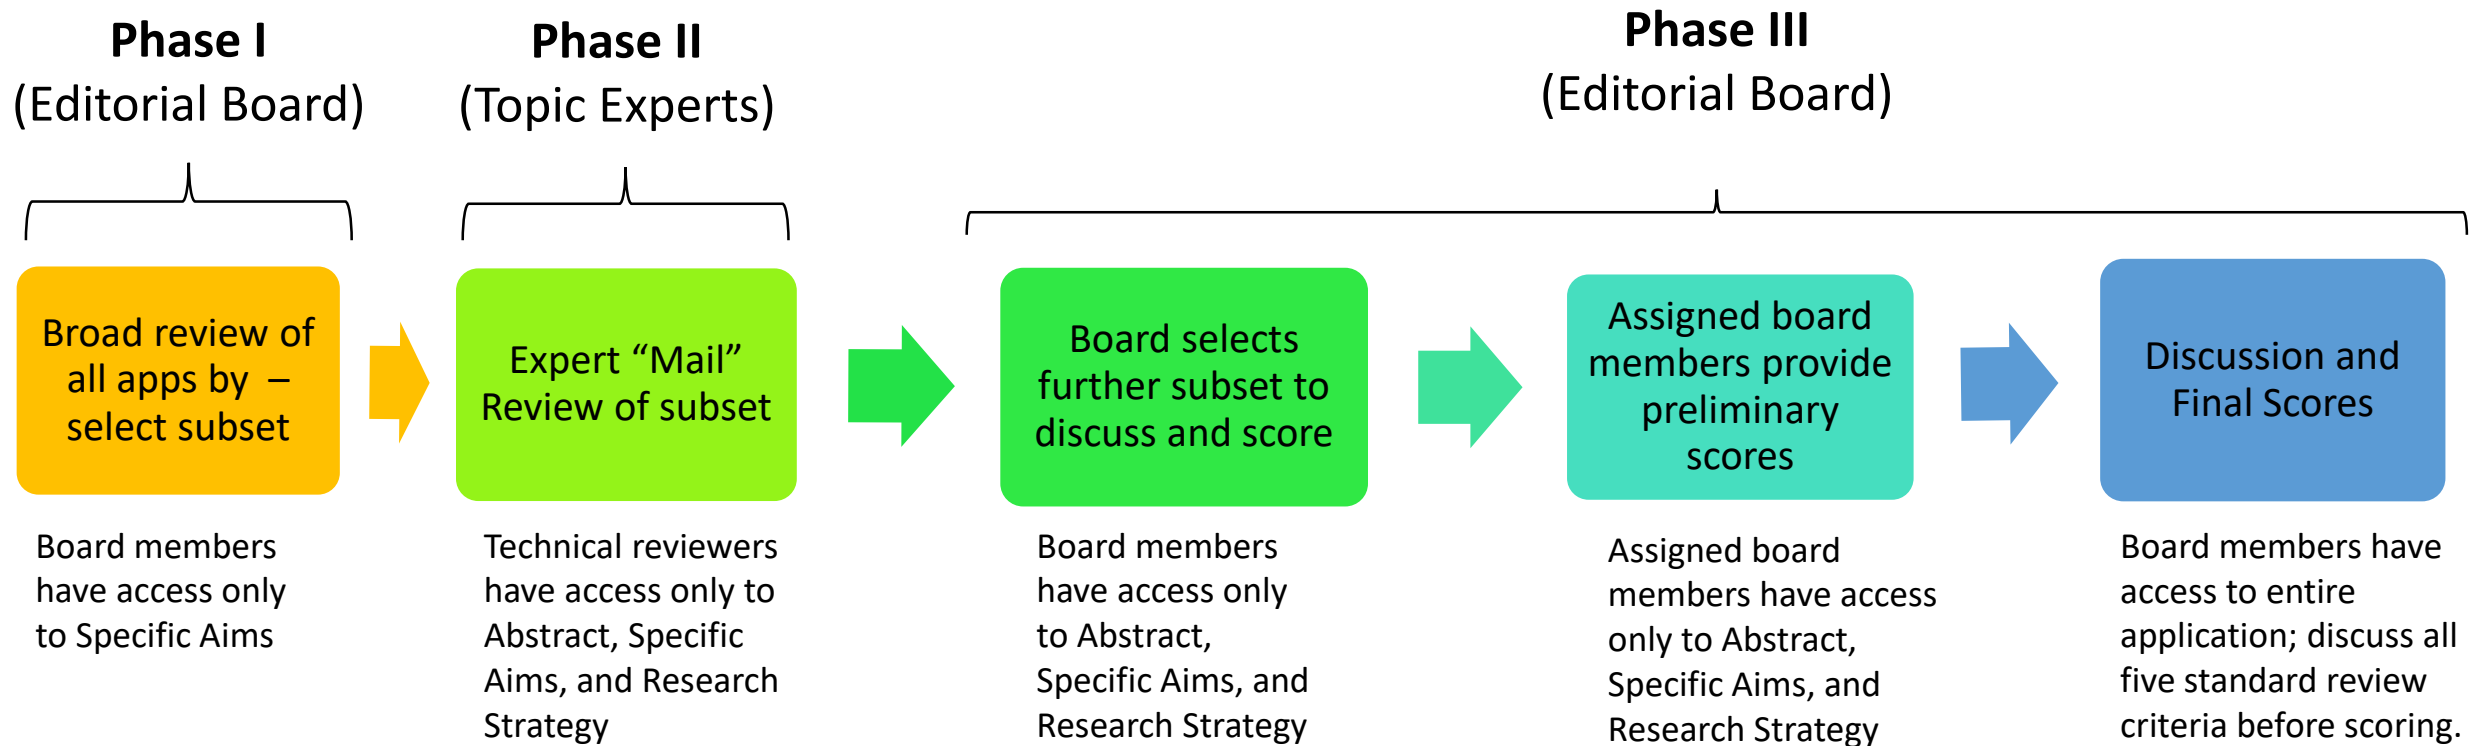 Phase I
(Editorial Board)
Phase II
(Topic Experts)
Phase III
(Editorial Board)
Broad review of
all apps by –
select subset
Expert “Mail”
Review of subset
Board selects
further subset to
discuss and score
Assigned board
members provide
preliminary
scores
Discussion and
Final Scores
Board members
have access only
to Specific Aims
Technical reviewers
have access only to
Abstract, Specific
Aims, and Research
Strategy
Board members
have access only
to Abstract,
Specific Aims, and
Research Strategy
Assigned board
members have access
only to Abstract,
Specific Aims, and
Research Strategy
Board members have
access to entire
application; discuss all
five standard review
criteria before scoring.